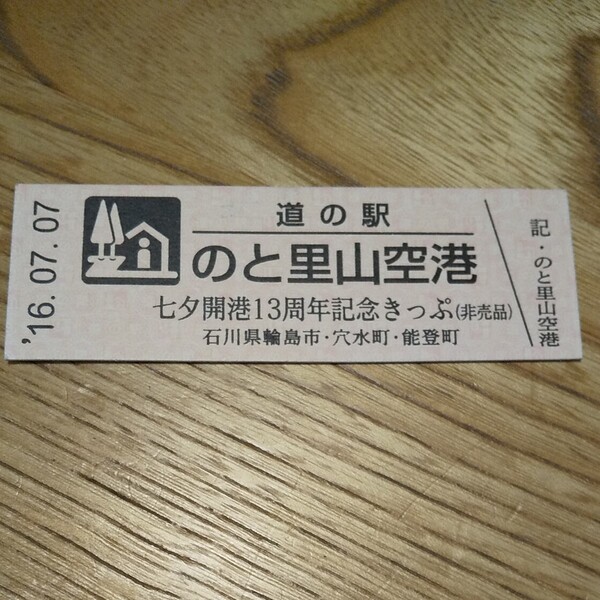 '16.07.07
道の駅
のと里山空港
七夕開港13周年記念きっぷ(非売品)
石川県輪島市・穴水町・能登町
記・のと里山空港